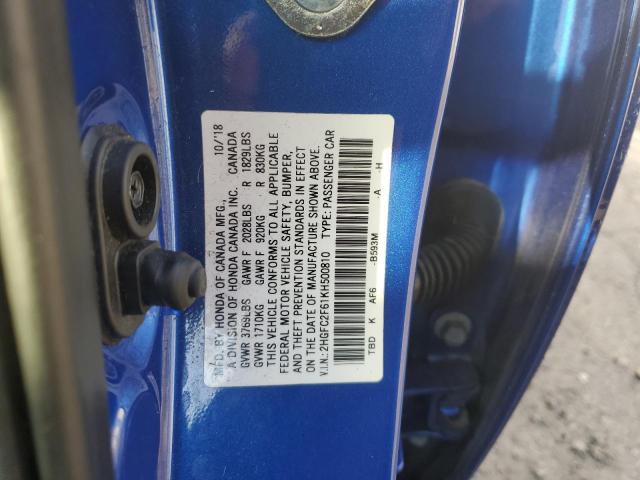 MFD. BY HONDA OF CANADA MFG., 10/'18
A DIVISION OF HONDA CANADA INC. CANADA
GVWR 3769LBS GAWR F 2028LBS R 1829LBS
GVWR 1710KG GAWR F 920KG R 830KG
THIS VEHICLE CONFORMS TO ALL APPLICABLE
FEDERAL MOTOR VEHICLE SAFETY, BUMPER,
AND THEFT PREVENTION STANDARDS IN EFFECT
ON THE DATE OF MANUFACTURE SHOWN ABOVE.
V.I.N.: 2HGFC2F61KH500810 TYPE: PASSENGER CAR
TBD K AF6 -B593M -A -H